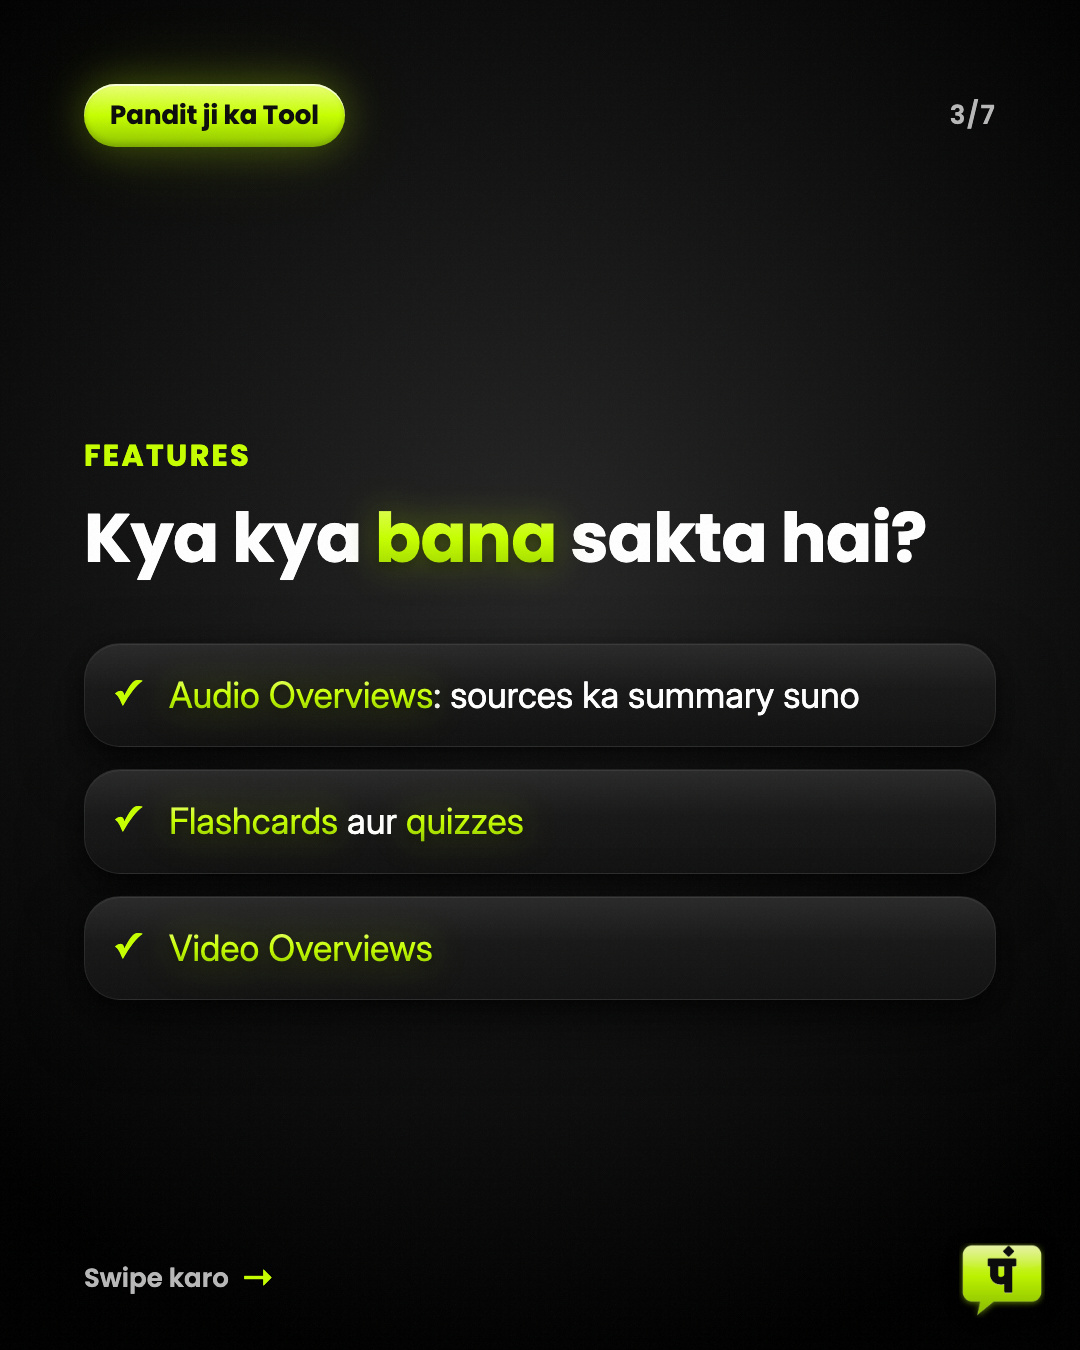 Pandit ji ka Tool
3/7
FEATURES
Kya kya bana sakta hai?
✓ Audio Overviews: sources ka summary suno
✓ Flashcards aur quizzes
✓ Video Overviews
Swipe karo →
पं